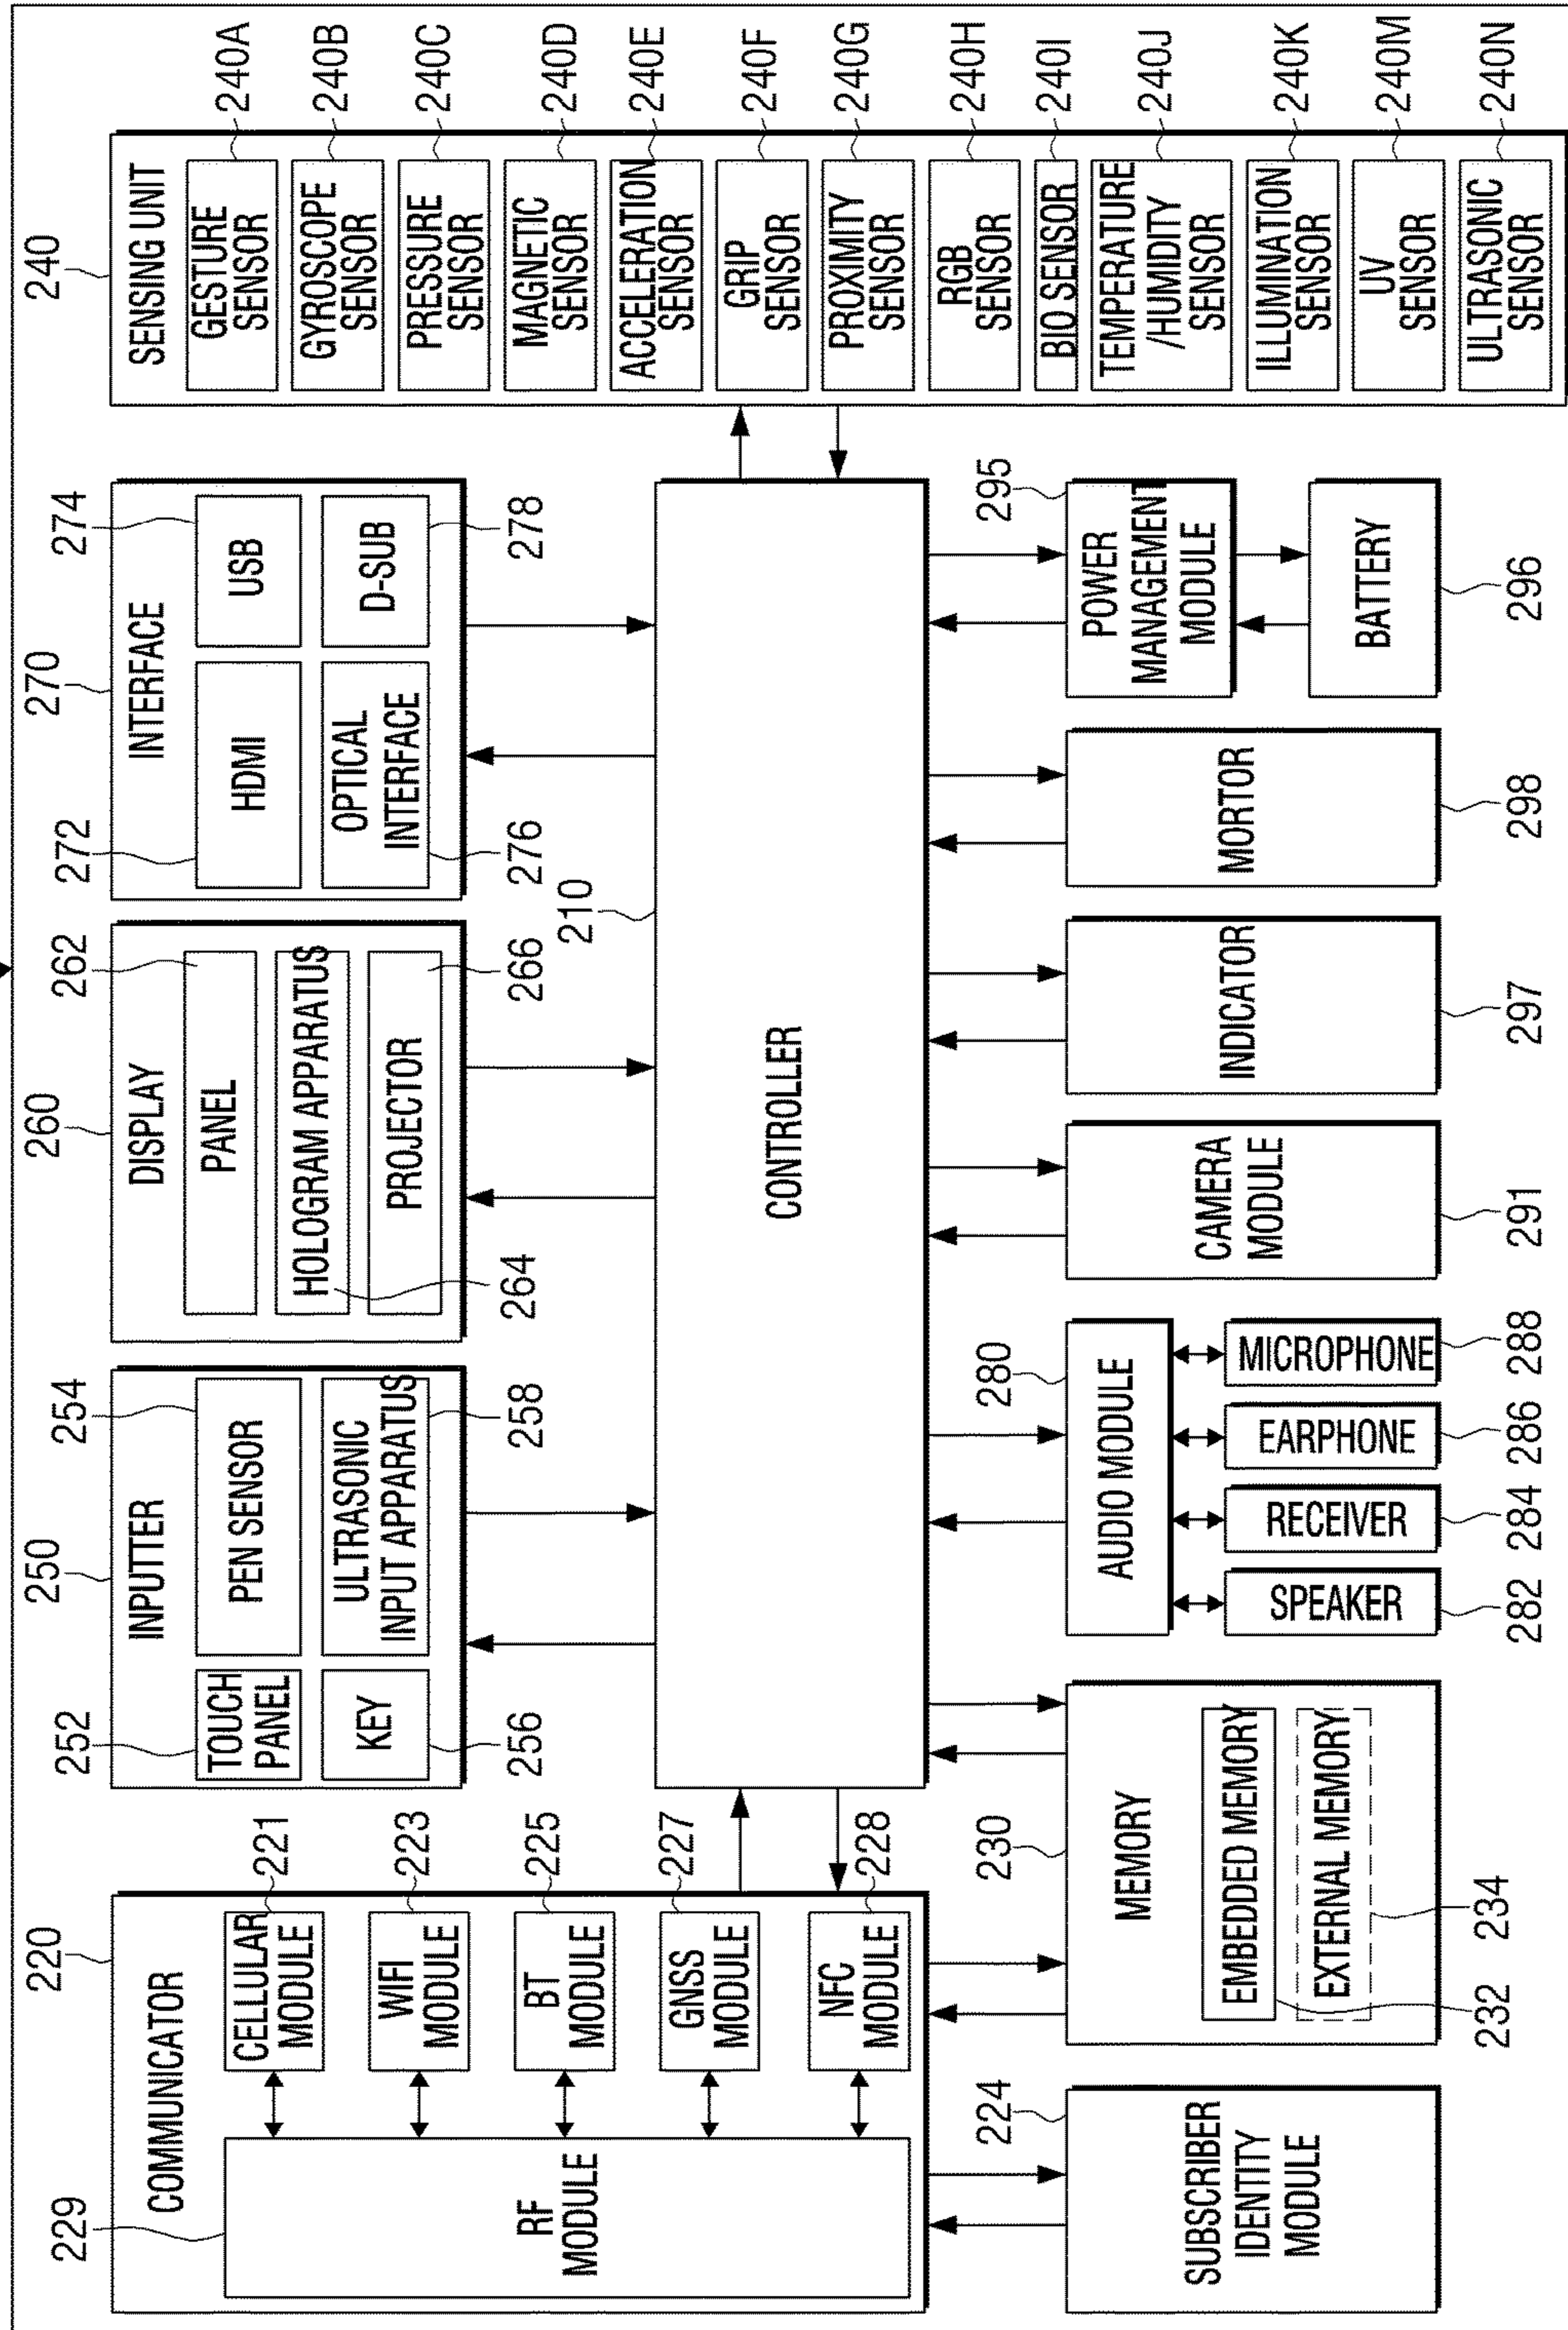 220
COMMUNICATOR
229
RF
MODULE
CELLULAR
MODULE
221
WIFI
MODULE
223
BT
MODULE
225
GNSS
MODULE
227
NFC
MODULE
228
250
INPUTTER
252
TOUCH
PANEL
254
PEN SENSOR
KEY
256
ULTRASONIC
INPUT APPARATUS
258
260
DISPLAY
262
PANEL
HOLOGRAM APPARATUS
264
PROJECTOR
266
270
INTERFACE
272
HDMI
274
USB
OPTICAL
INTERFACE
276
D-SUB
278
240
SENSING UNIT
GESTURE
SENSOR
240A
GYROSCOPE
SENSOR
240B
PRESSURE
SENSOR
240C
MAGNETIC
SENSOR
240D
ACCELERATION
SENSOR
240E
GRIP
SENSOR
240F
PROXIMITY
SENSOR
240G
RGB
SENSOR
240H
BIO SENSOR
240I
TEMPERATURE
/HUMIDITY
SENSOR
240J
ILLUMINATION
SENSOR
240K
UV
SENSOR
240M
ULTRASONIC
SENSOR
240N
210
CONTROLLER
224
SUBSCRIBER
IDENTITY
MODULE
230
MEMORY
EMBEDDED MEMORY
232
EXTERNAL MEMORY
234
280
AUDIO MODULE
SPEAKER
282
RECEIVER
284
EARPHONE
286
MICROPHONE
288
CAMERA
MODULE
291
INDICATOR
297
MORTOR
298
295
POWER
MANAGEMENT
MODULE
BATTERY
296